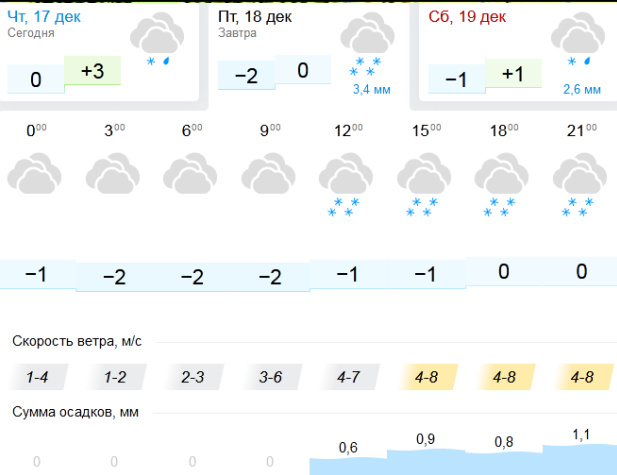 Чт, 17 дек
Сегодня
0 +3
Пт, 18 дек
Завтра
−2 0
3,4 мм
Сб, 19 дек
−1 +1
2,6 мм
0⁰⁰ 3⁰⁰ 6⁰⁰ 9⁰⁰ 12⁰⁰ 15⁰⁰ 18⁰⁰ 21⁰⁰
−1 −2 −2 −2 −1 −1 0 0
Скорость ветра, м/с
1-4 1-2 2-3 3-6 4-7 4-8 4-8 4-8
Сумма осадков, мм
0 0 0 0 0,6 0,9 0,8 1,1